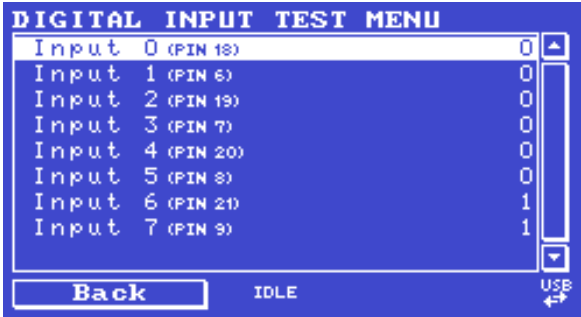 DIGITAL INPUT TEST MENU
Input 0 (PIN 18) 0
Input 1 (PIN 6) 0
Input 2 (PIN 19) 0
Input 3 (PIN 7) 0
Input 4 (PIN 20) 0
Input 5 (PIN 8) 0
Input 6 (PIN 21) 1
Input 7 (PIN 9) 1
Back IDLE USB